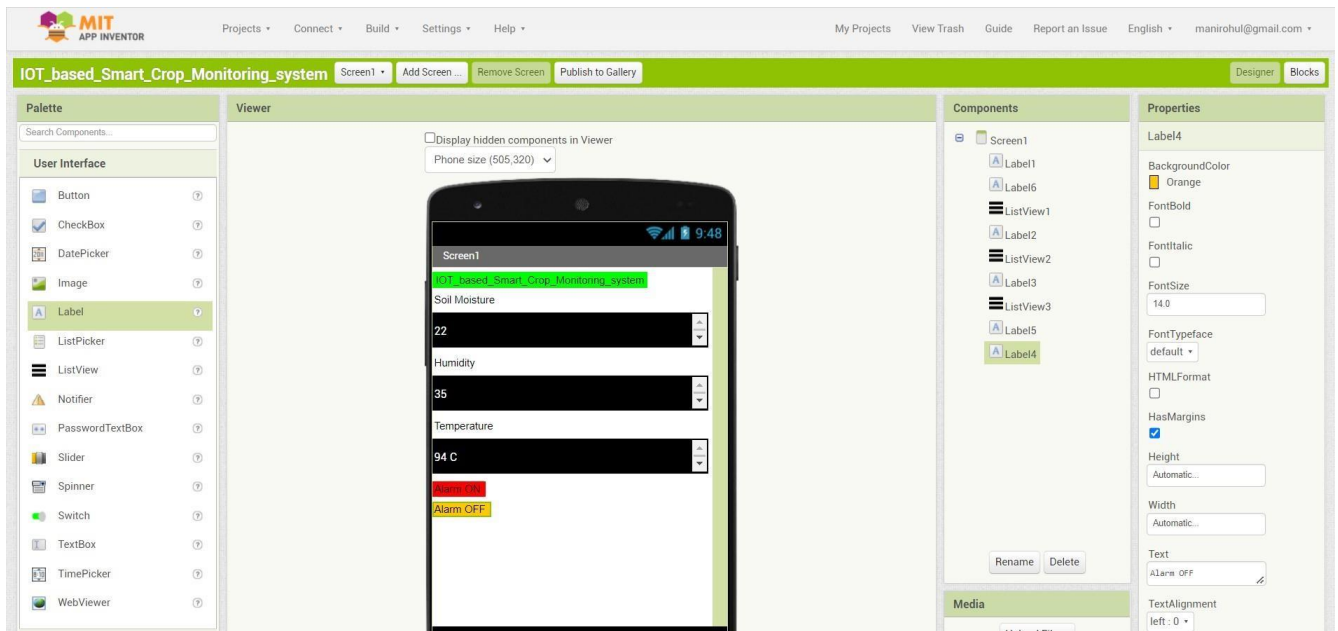 MIT
APP INVENTOR
Projects Connect Build Settings Help My Projects View Trash Guide Report an Issue English manirohul@gmail.com
IOT_based_Smart_Crop_Monitoring_system Screen1 Add Screen ... Remove Screen Publish to Gallery Designer Blocks
Palette
Search Components...
User Interface
Button
CheckBox
DatePicker
Image
Label
ListPicker
ListView
Notifier
PasswordTextBox
Slider
Spinner
Switch
TextBox
TimePicker
WebViewer
Viewer
Display hidden components in Viewer
Phone size (505,320)
9:48
Screen1
IOT_based_Smart_Crop_Monitoring_system
Soil Moisture
22
Humidity
35
Temperature
94 C
Alarm ON
Alarm OFF
Components
Screen1
Label1
Label6
ListView1
Label2
ListView2
Label3
ListView3
Label5
Label4
Rename Delete
Media
Properties
Label4
BackgroundColor
Orange
FontBold
FontItalic
FontSize
14.0
FontTypeface
default
HTMLFormat
HasMargins
Height
Automatic...
Width
Automatic...
Text
Alarm OFF
TextAlignment
left : 0